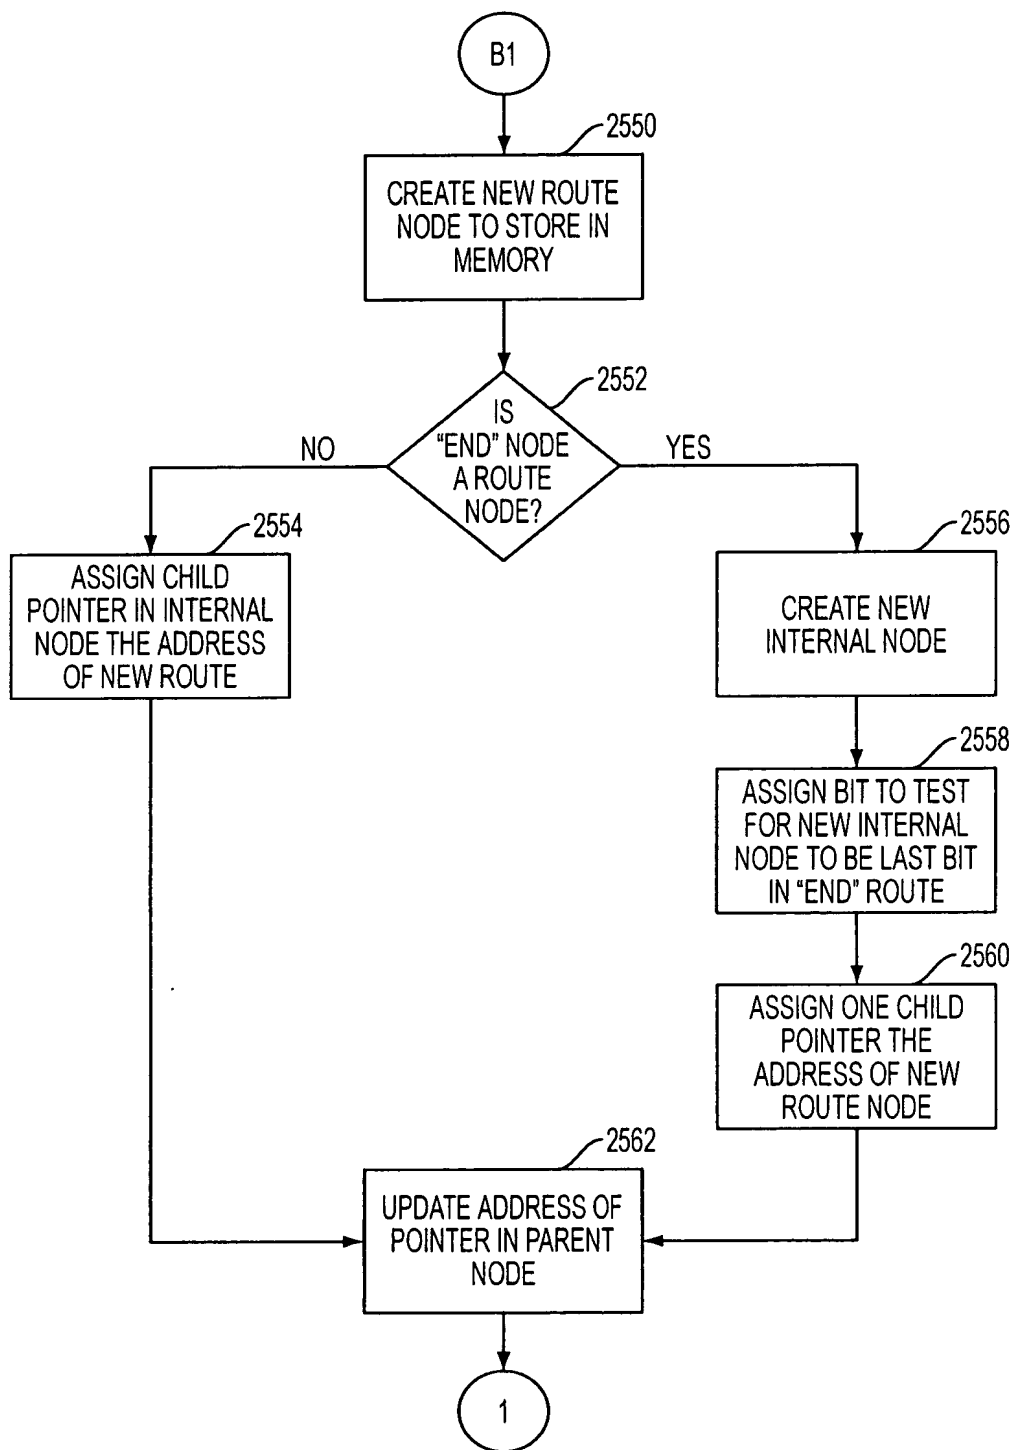 B1
2550
CREATE NEW ROUTE
NODE TO STORE IN
MEMORY
2552
IS
“END” NODE
A ROUTE
NODE?
NO
YES
2554
ASSIGN CHILD
POINTER IN INTERNAL
NODE THE ADDRESS
OF NEW ROUTE
2556
CREATE NEW
INTERNAL NODE
2558
ASSIGN BIT TO TEST
FOR NEW INTERNAL
NODE TO BE LAST BIT
IN “END” ROUTE
2560
ASSIGN ONE CHILD
POINTER THE
ADDRESS OF NEW
ROUTE NODE
2562
UPDATE ADDRESS OF
POINTER IN PARENT
NODE
1